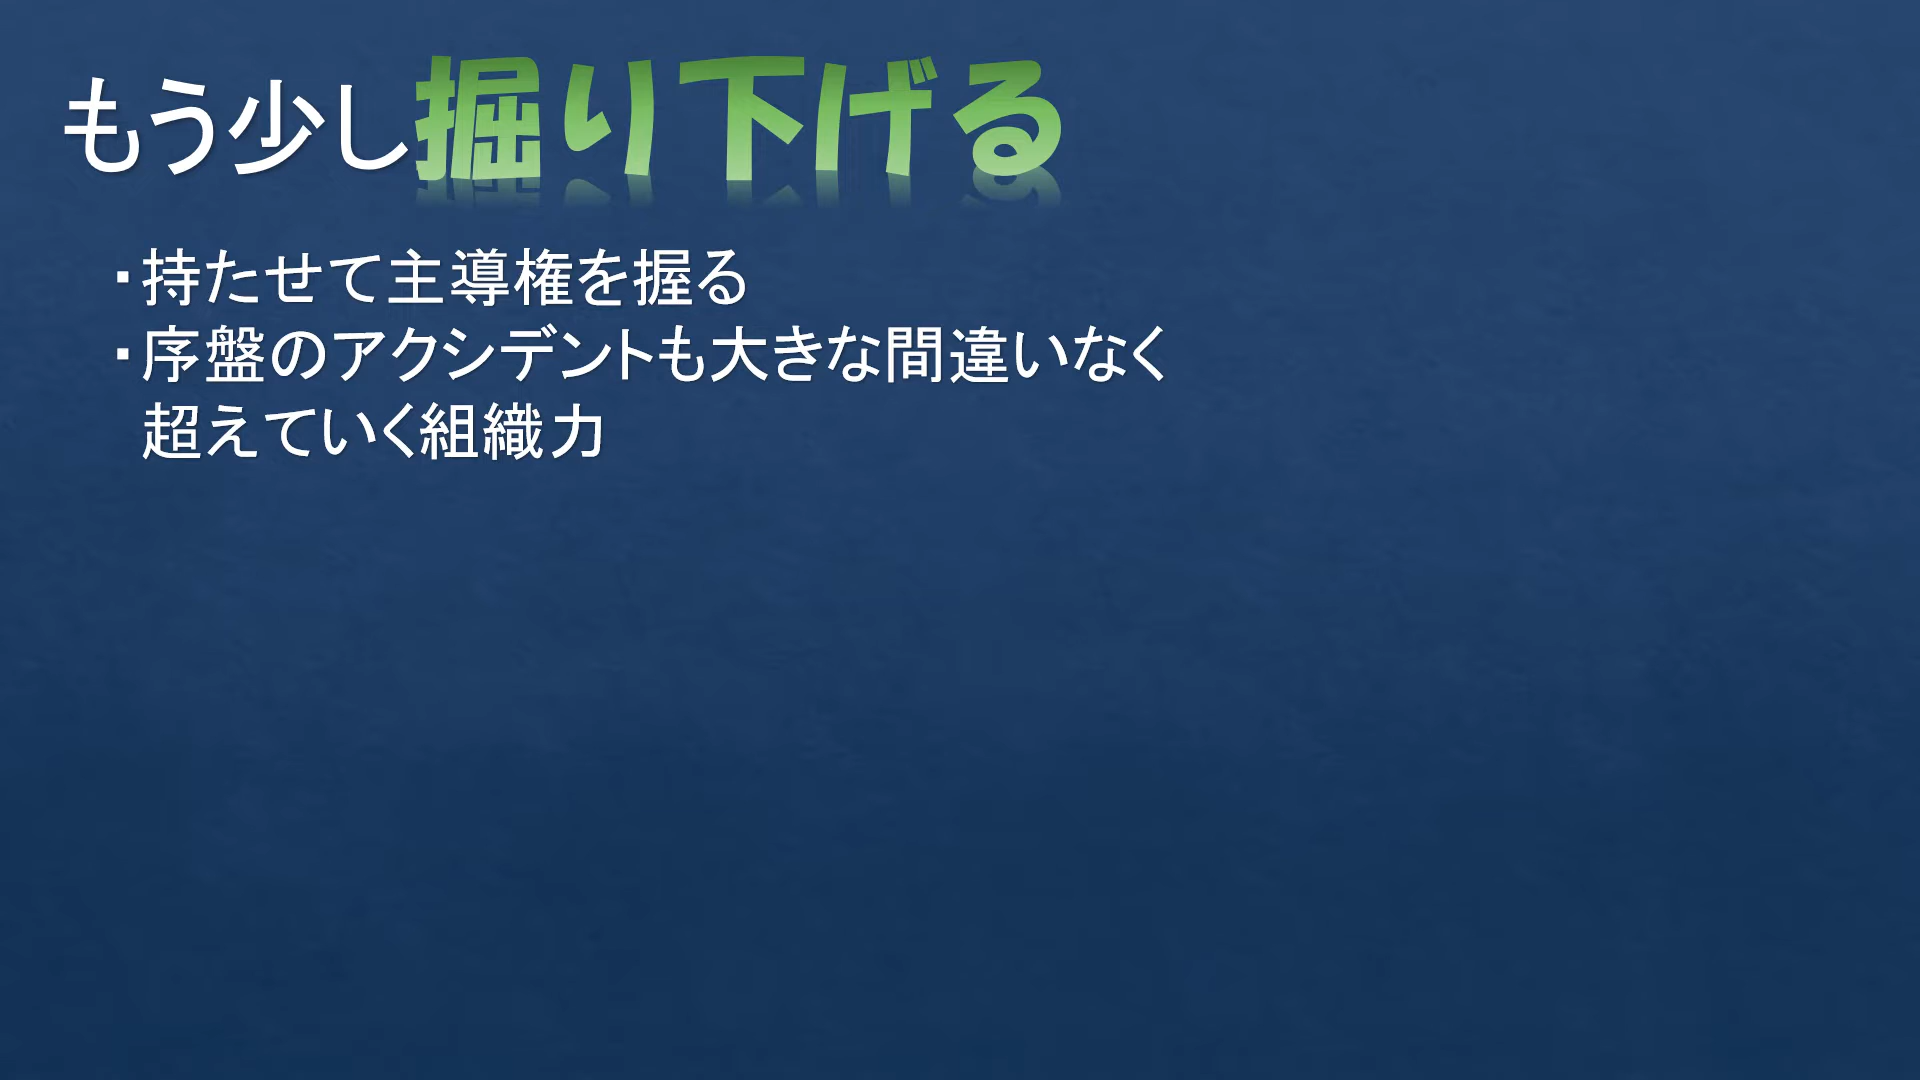 もう少し掘り下げる
・持たせて主導権を握る
・序盤のアクシデントも大きな間違いなく
超えていく組織力